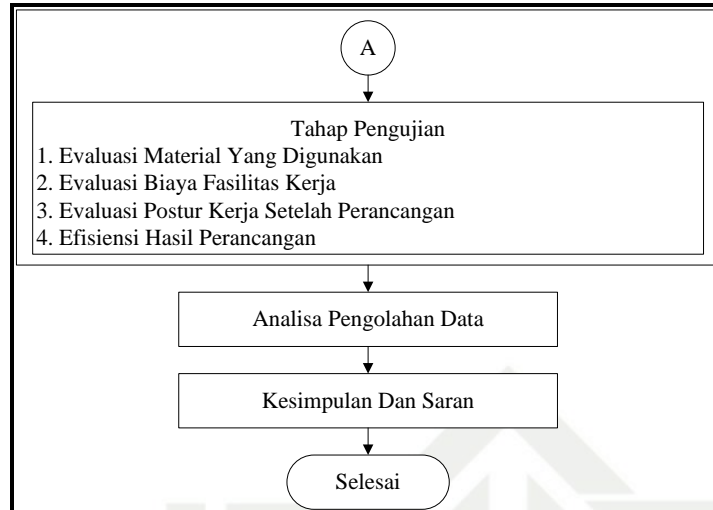 A
Tahap Pengujian
1. Evaluasi Material Yang Digunakan
2. Evaluasi Biaya Fasilitas Kerja
3. Evaluasi Postur Kerja Setelah Perancangan
4. Efisiensi Hasil Perancangan
Analisa Pengolahan Data
Kesimpulan Dan Saran
Selesai